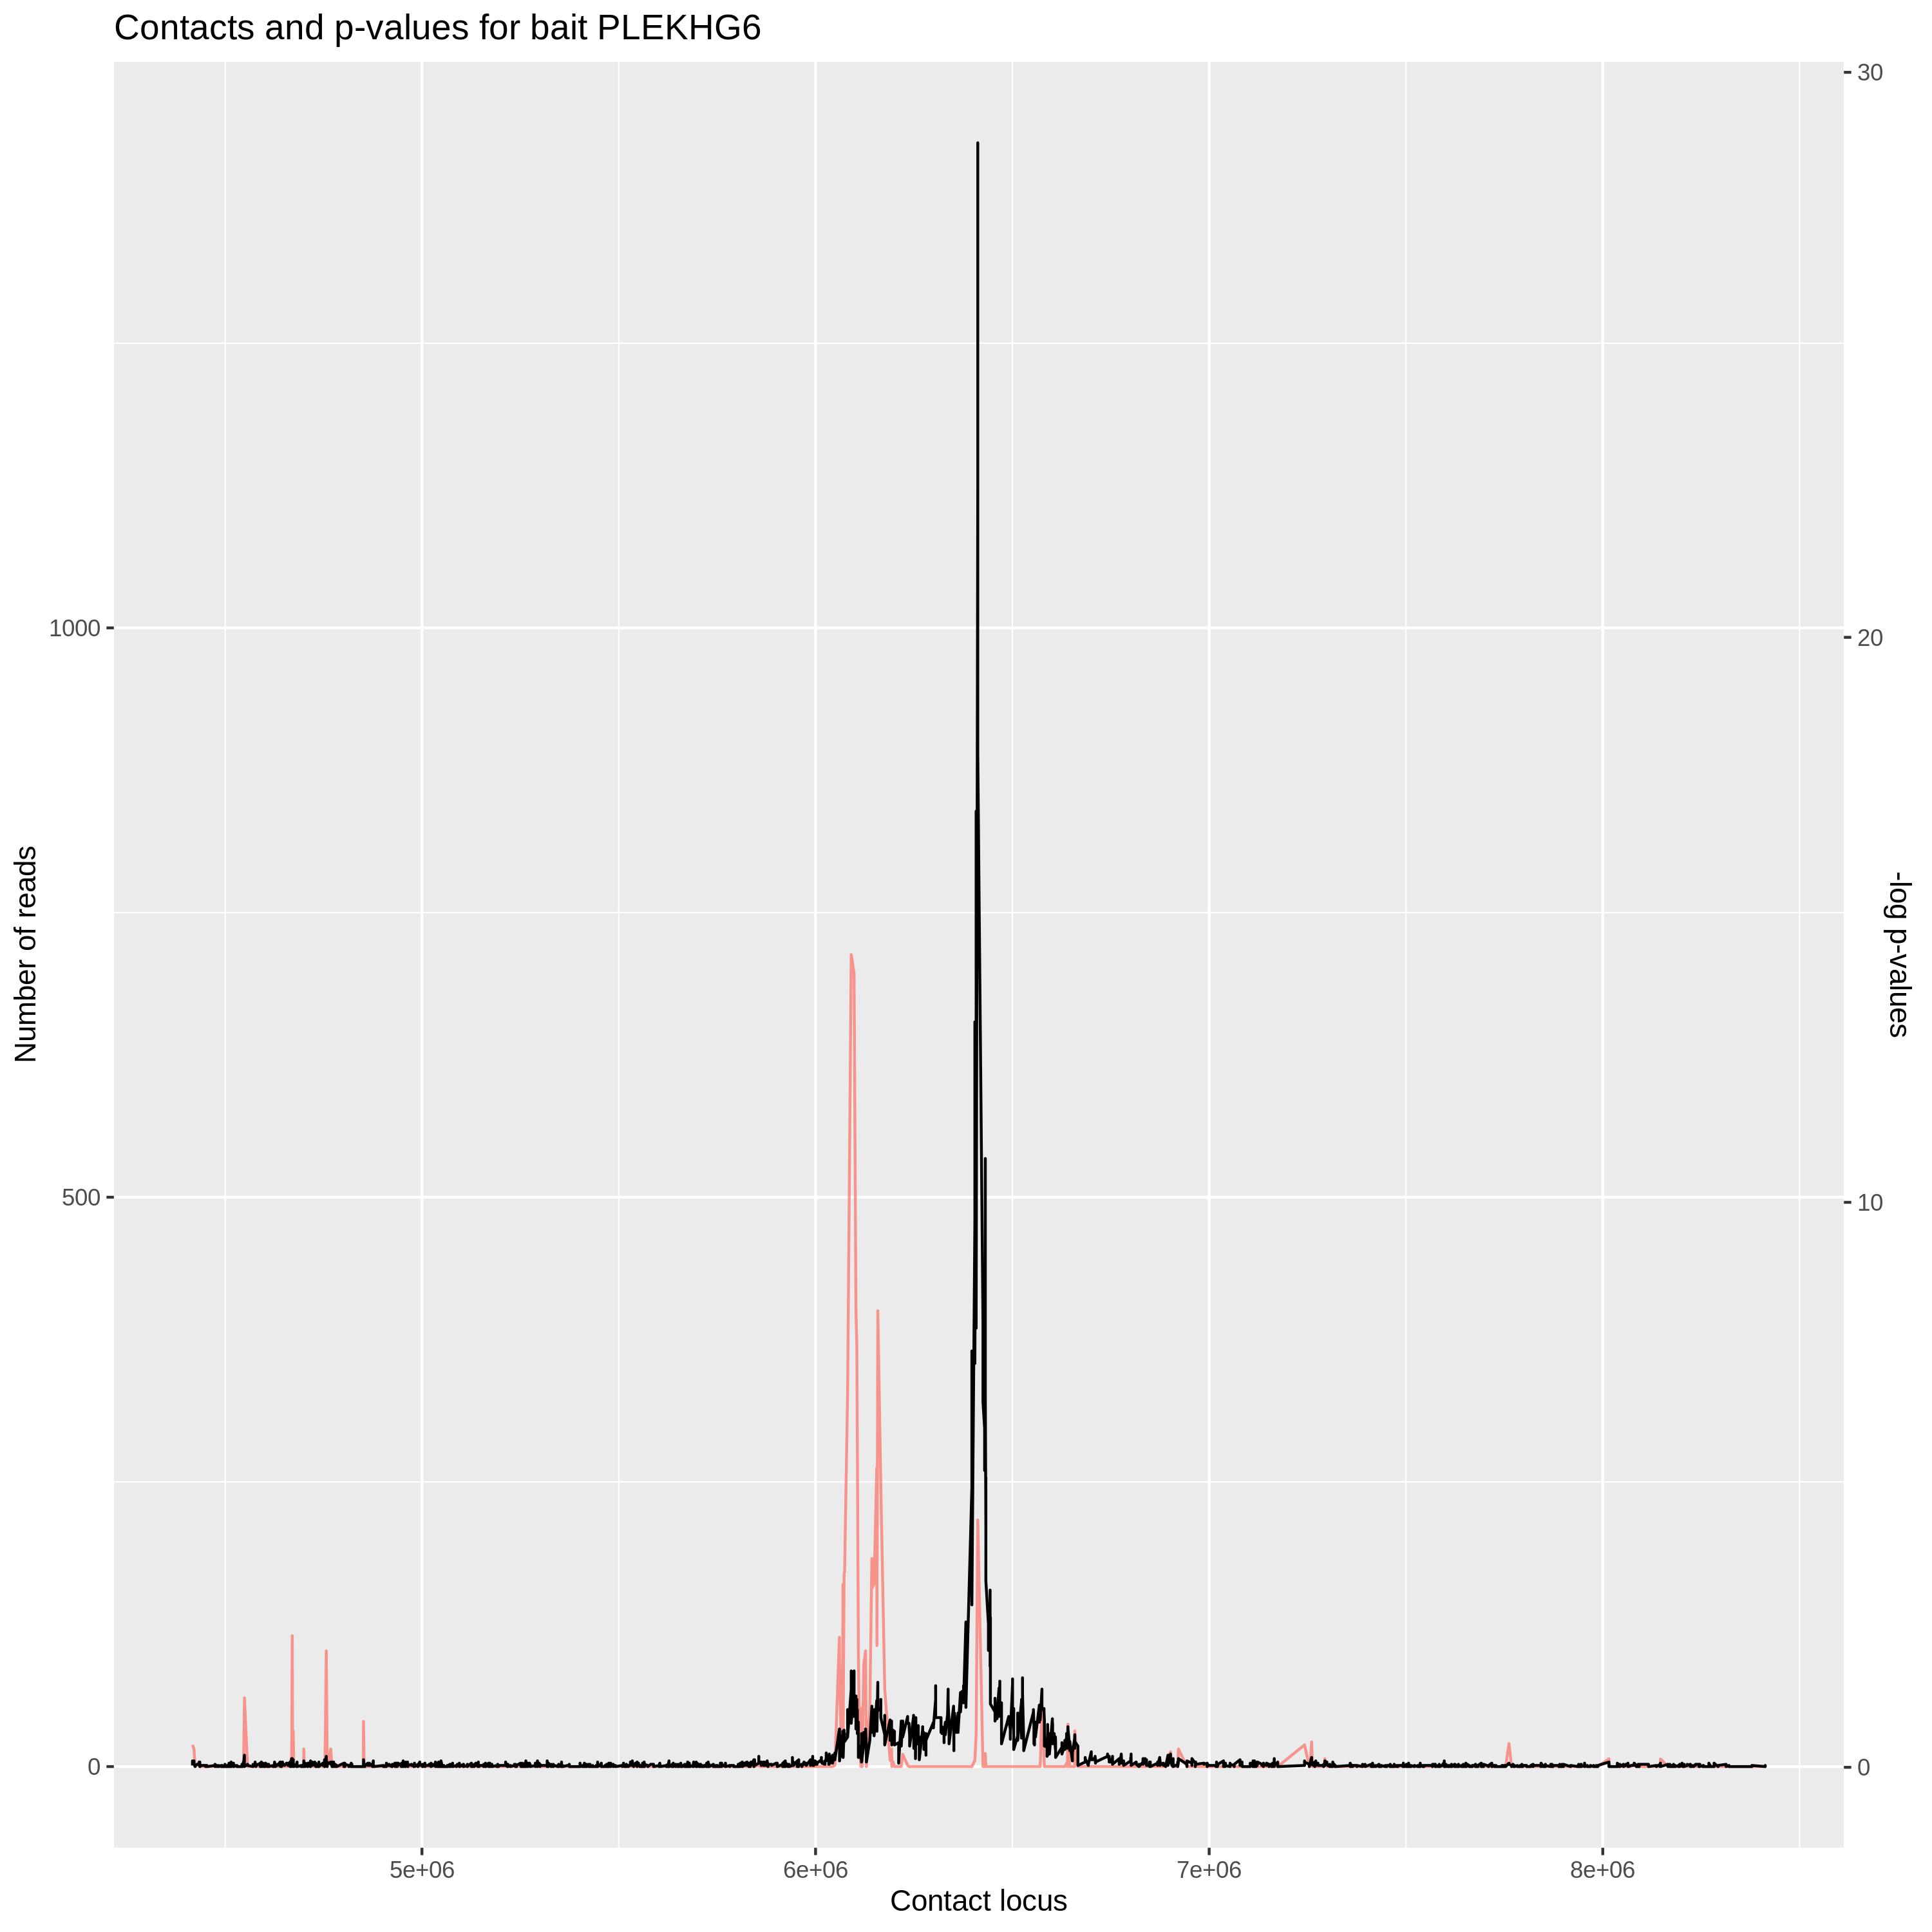 Contacts and p-values for bait PLEKHG6
30
1000
20
Number of reads
-log p-values
500
10
0
0
5e+06
6e+06
7e+06
8e+06
Contact locus